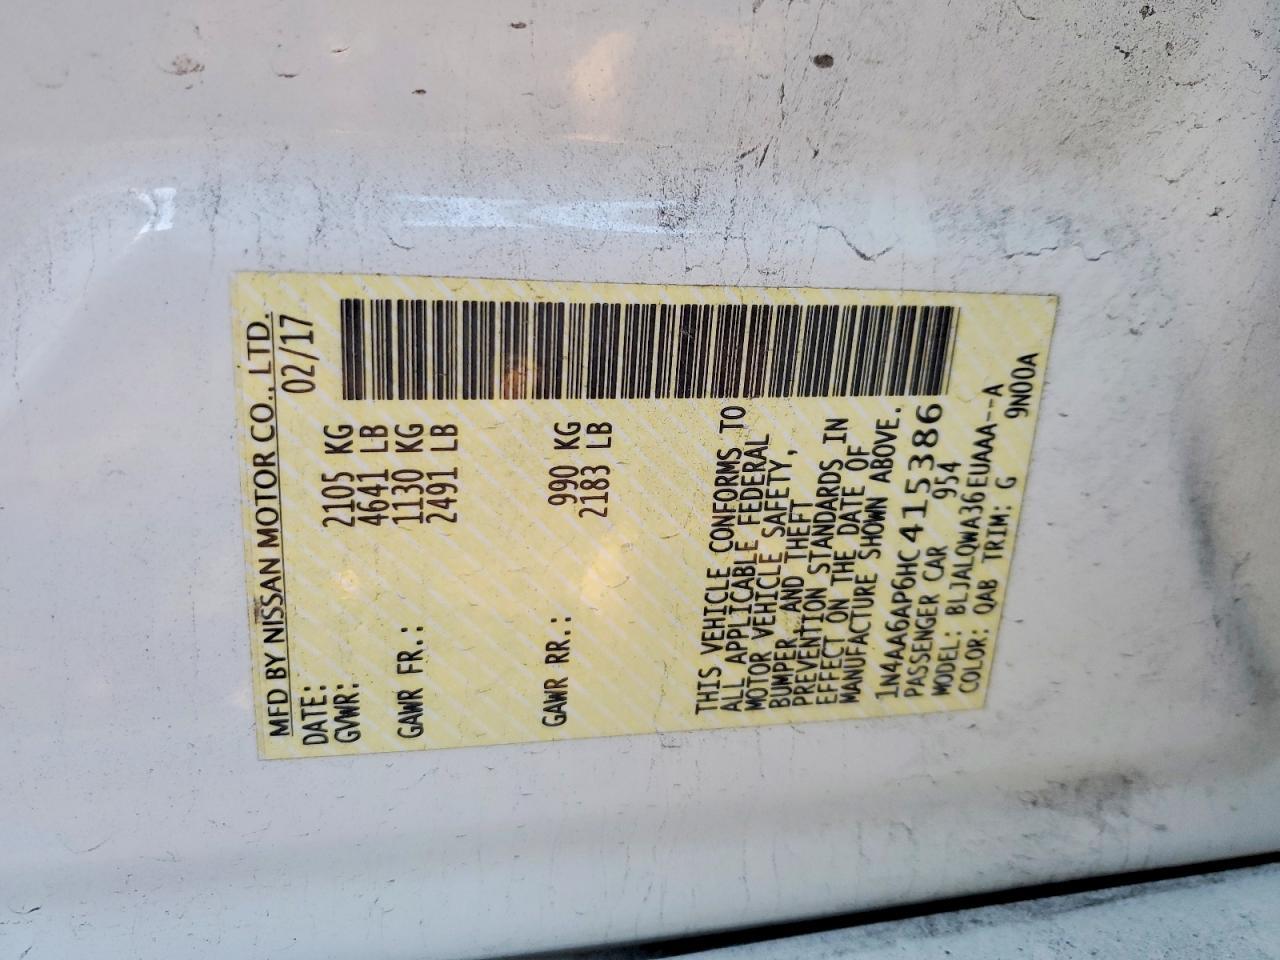 MFD BY NISSAN MOTOR CO., LTD.
DATE: 02/17
GVWR: 2105 KG
4641 LB
GAWR FR.: 1130 KG
2491 LB
GAWR RR.: 990 KG
2183 LB
THIS VEHICLE CONFORMS TO
ALL APPLICABLE FEDERAL
MOTOR VEHICLE SAFETY,
BUMPER AND THEFT
PREVENTION STANDARDS IN
EFFECT ON THE DATE OF
MANUFACTURE SHOWN ABOVE.
1N4AA6AP6HC415386
PASSENGER CAR 954
MODEL: BLJALQWA36EUAAA--A
COLOR: QAB TRIM: G 9N00A